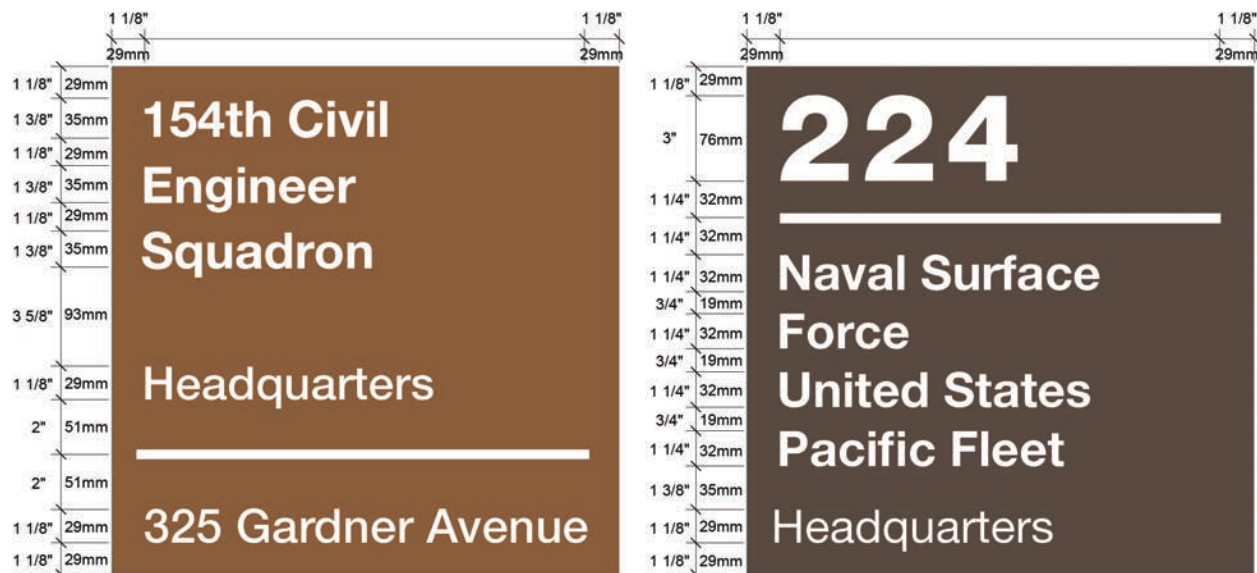 1 1/8" 1 1/8"
29mm 29mm
1 1/8" 29mm
1 3/8" 35mm
1 1/8" 29mm
1 3/8" 35mm
1 1/8" 29mm
1 3/8" 35mm
3 5/8" 93mm
1 1/8" 29mm
2" 51mm
2" 51mm
1 1/8" 29mm
1 1/8" 29mm
154th Civil
Engineer
Squadron
Headquarters
325 Gardner Avenue
1 1/8" 1 1/8"
29mm 29mm
1 1/8" 29mm
3" 76mm
1 1/4" 32mm
1 1/4" 32mm
1 1/4" 32mm
3/4" 19mm
1 1/4" 32mm
3/4" 19mm
1 1/4" 32mm
3/4" 19mm
1 1/4" 32mm
1 3/8" 35mm
1 1/8" 29mm
1 1/8" 29mm
224
Naval Surface
Force
United States
Pacific Fleet
Headquarters